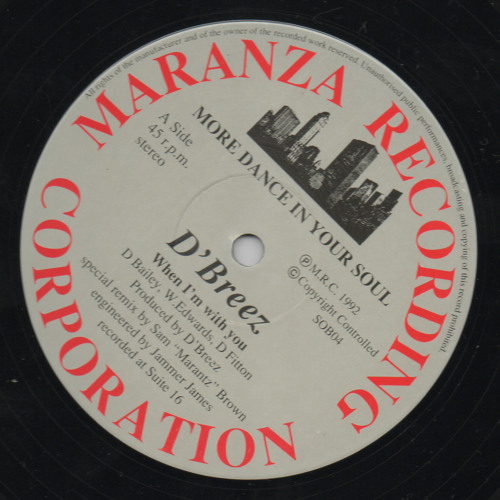 All rights of the manufacturer and of the owner of the recorded work reserved. Unauthorised public performances, broadcasting and copying of this record prohibited.
MARANZA RECORDING CORPORATION
MORE DANCE IN YOUR SOUL
A Side
45 r.p.m.
stereo
℗ M.R.C. 1992
© Copyright Controlled
SOB04
D'Breez
When I'm with you
D Bailey, W Edwards, D Fitton
Produced by D'Breez
special remix by Sam "Marantz" Brown
engineered by Jammer James
recorded at Suite 16